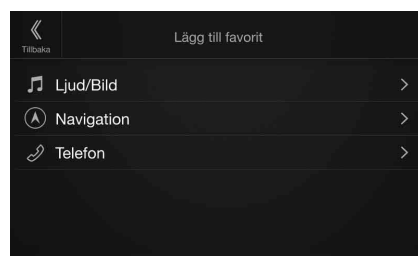 Tillbaka
Lägg till favorit
Ljud/Bild
Navigation
Telefon